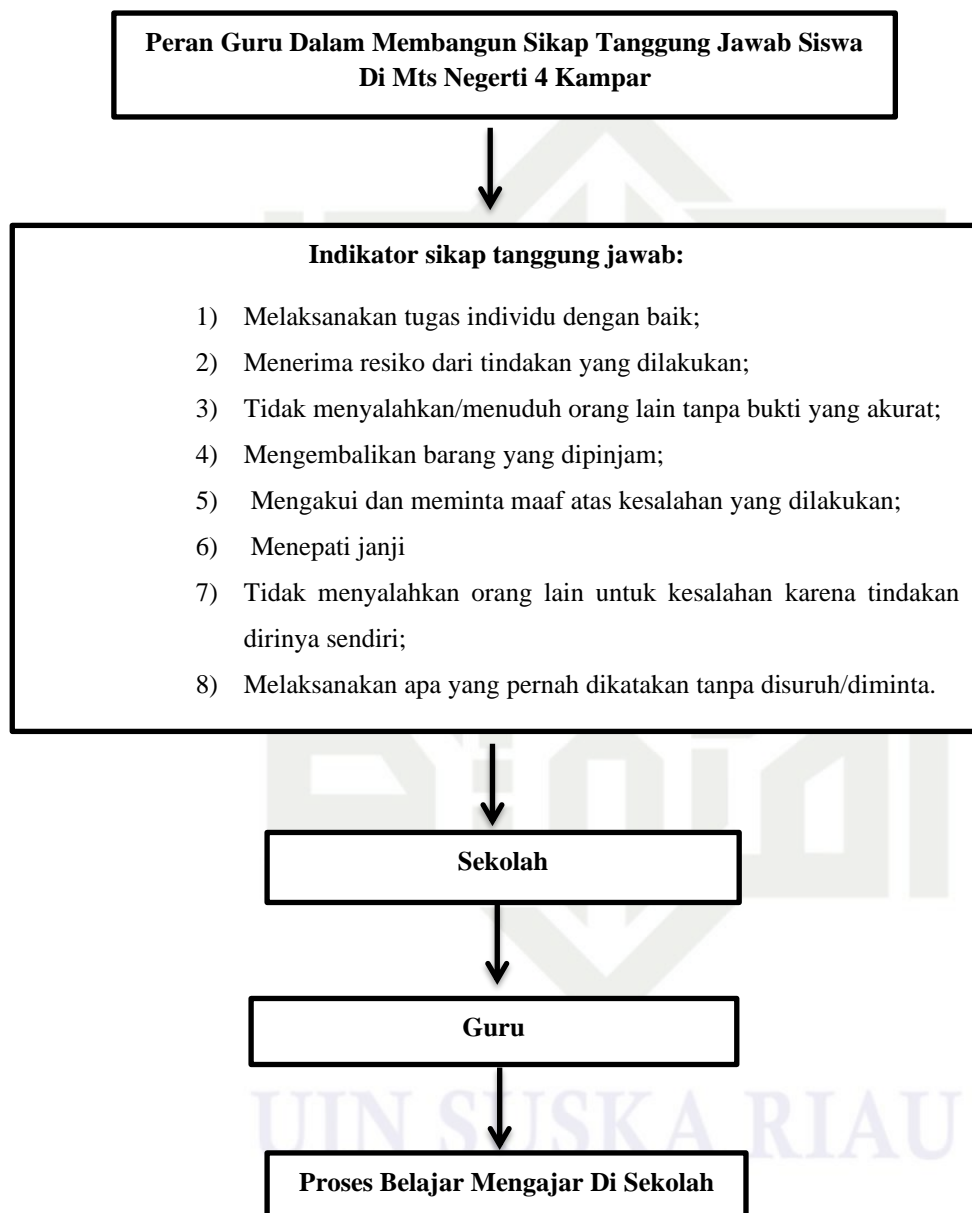 Peran Guru Dalam Membangun Sikap Tanggung Jawab Siswa
Di Mts Negerti 4 Kampar
Indikator sikap tanggung jawab:
1) Melaksanakan tugas individu dengan baik;
2) Menerima resiko dari tindakan yang dilakukan;
3) Tidak menyalahkan/menuduh orang lain tanpa bukti yang akurat;
4) Mengembalikan barang yang dipinjam;
5) Mengakui dan meminta maaf atas kesalahan yang dilakukan;
6) Menepati janji
7) Tidak menyalahkan orang lain untuk kesalahan karena tindakan
dirinya sendiri;
8) Melaksanakan apa yang pernah dikatakan tanpa disuruh/diminta.
Sekolah
Guru
UIN SUSKA RIAU
Proses Belajar Mengajar Di Sekolah